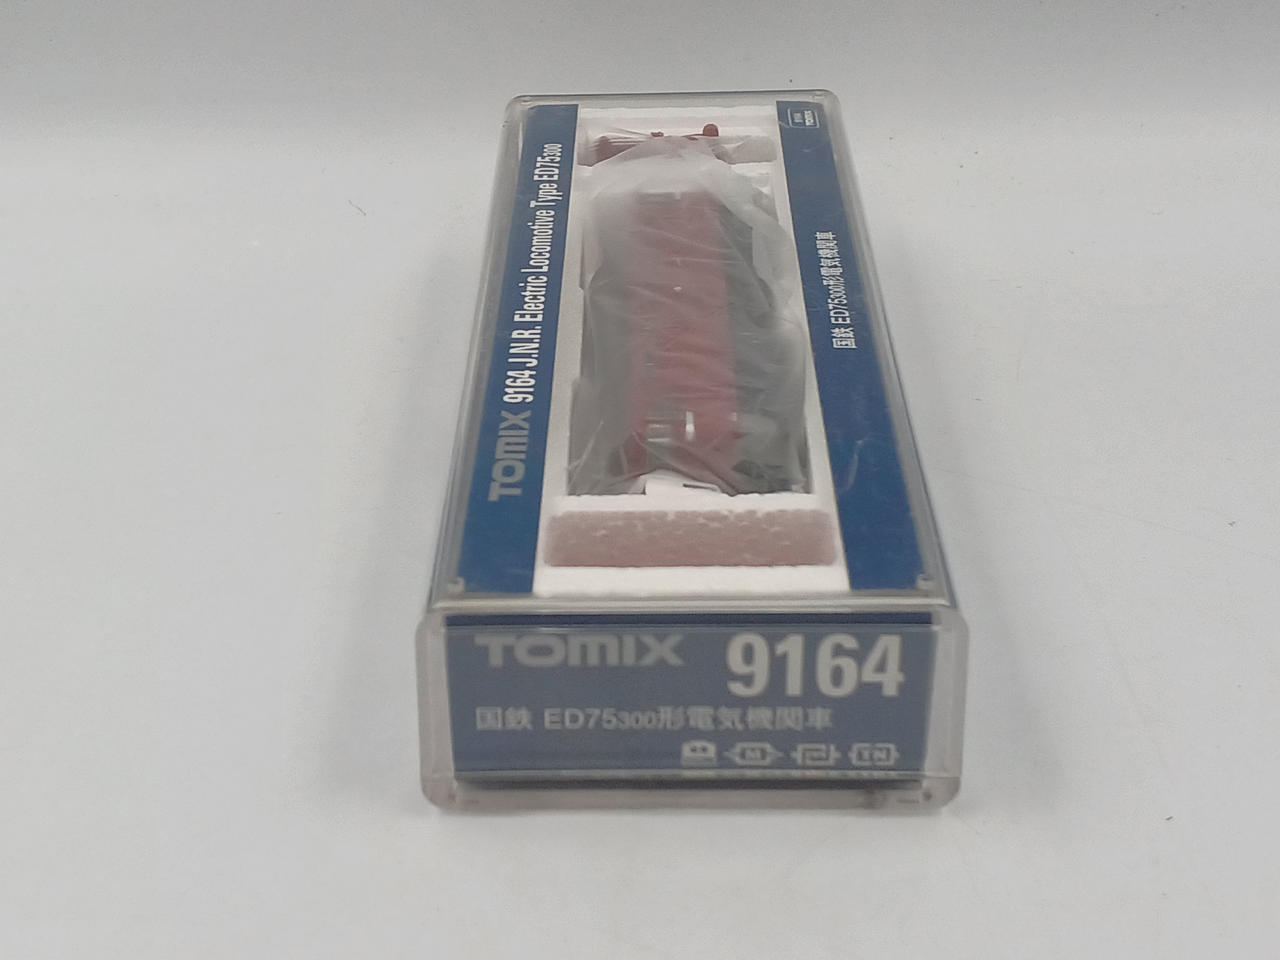 TOMIX 9164 J.N.R. Electric Locomotive Type ED75300
国鉄 ED75300形電気機関車
TOMIX 9164
国鉄 ED75300形電気機関車
M
TN